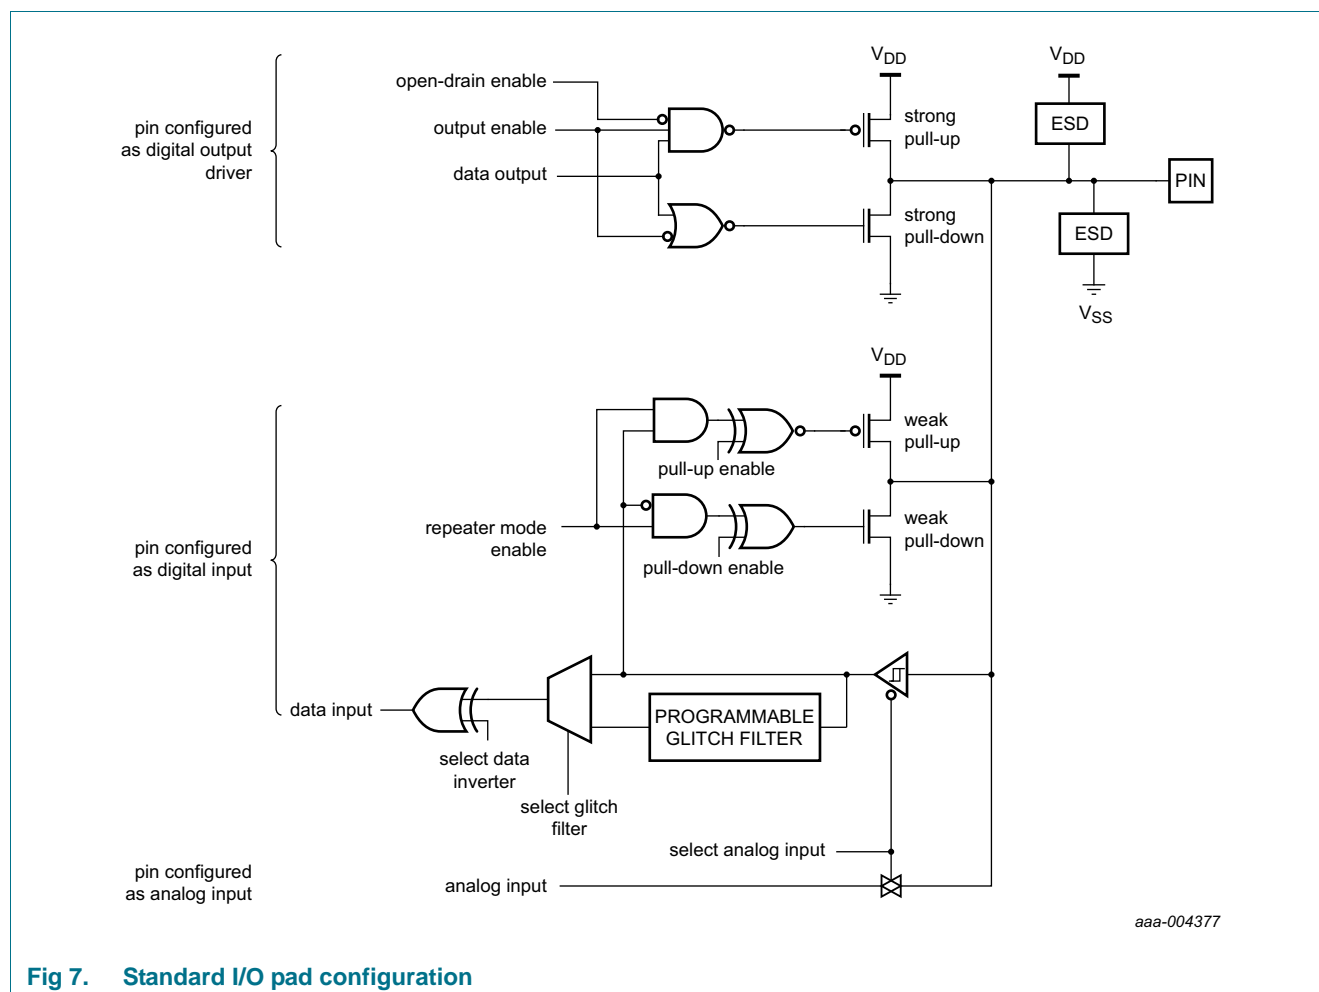 VDD
VDD
open-drain enable
strong
pull-up
ESD
output enable
pin configured
as digital output
driver
data output
PIN
strong
pull-down
ESD
VSS
VDD
weak
pull-up
pull-up enable
repeater mode
enable
weak
pull-down
pin configured
as digital input
pull-down enable
data input
PROGRAMMABLE
GLITCH FILTER
select data
inverter
select glitch
filter
select analog input
pin configured
as analog input
analog input
aaa-004377
Fig 7. Standard I/O pad configuration